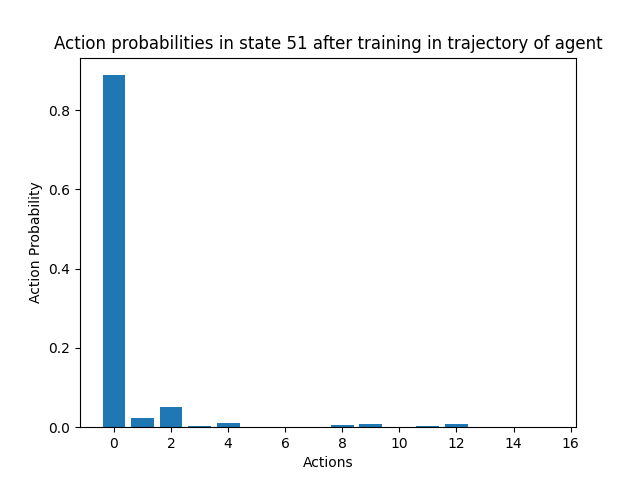 Action probabilities in state 51 after training in trajectory of agent
Action Probability
0.8
0.6
0.4
0.2
0.0
0 2 4 6 8 10 12 14 16
Actions